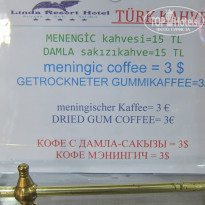 Linda Resort Hotel
TÜRK KAHVE
MENENGİC kahvesi=15 TL
DAMLA sakızıkahve=15 TL
meningic coffee = 3 $
GETROCKNETER GUMMIKAFFEE=3
meningischer Kaffee= 3 €
DRIED GUM COFFEE= 3€
КОФЕ С ДАМЛА-САКЫЗЫ = 3$
КОФЕ МЭНИНГИЧ = 3$